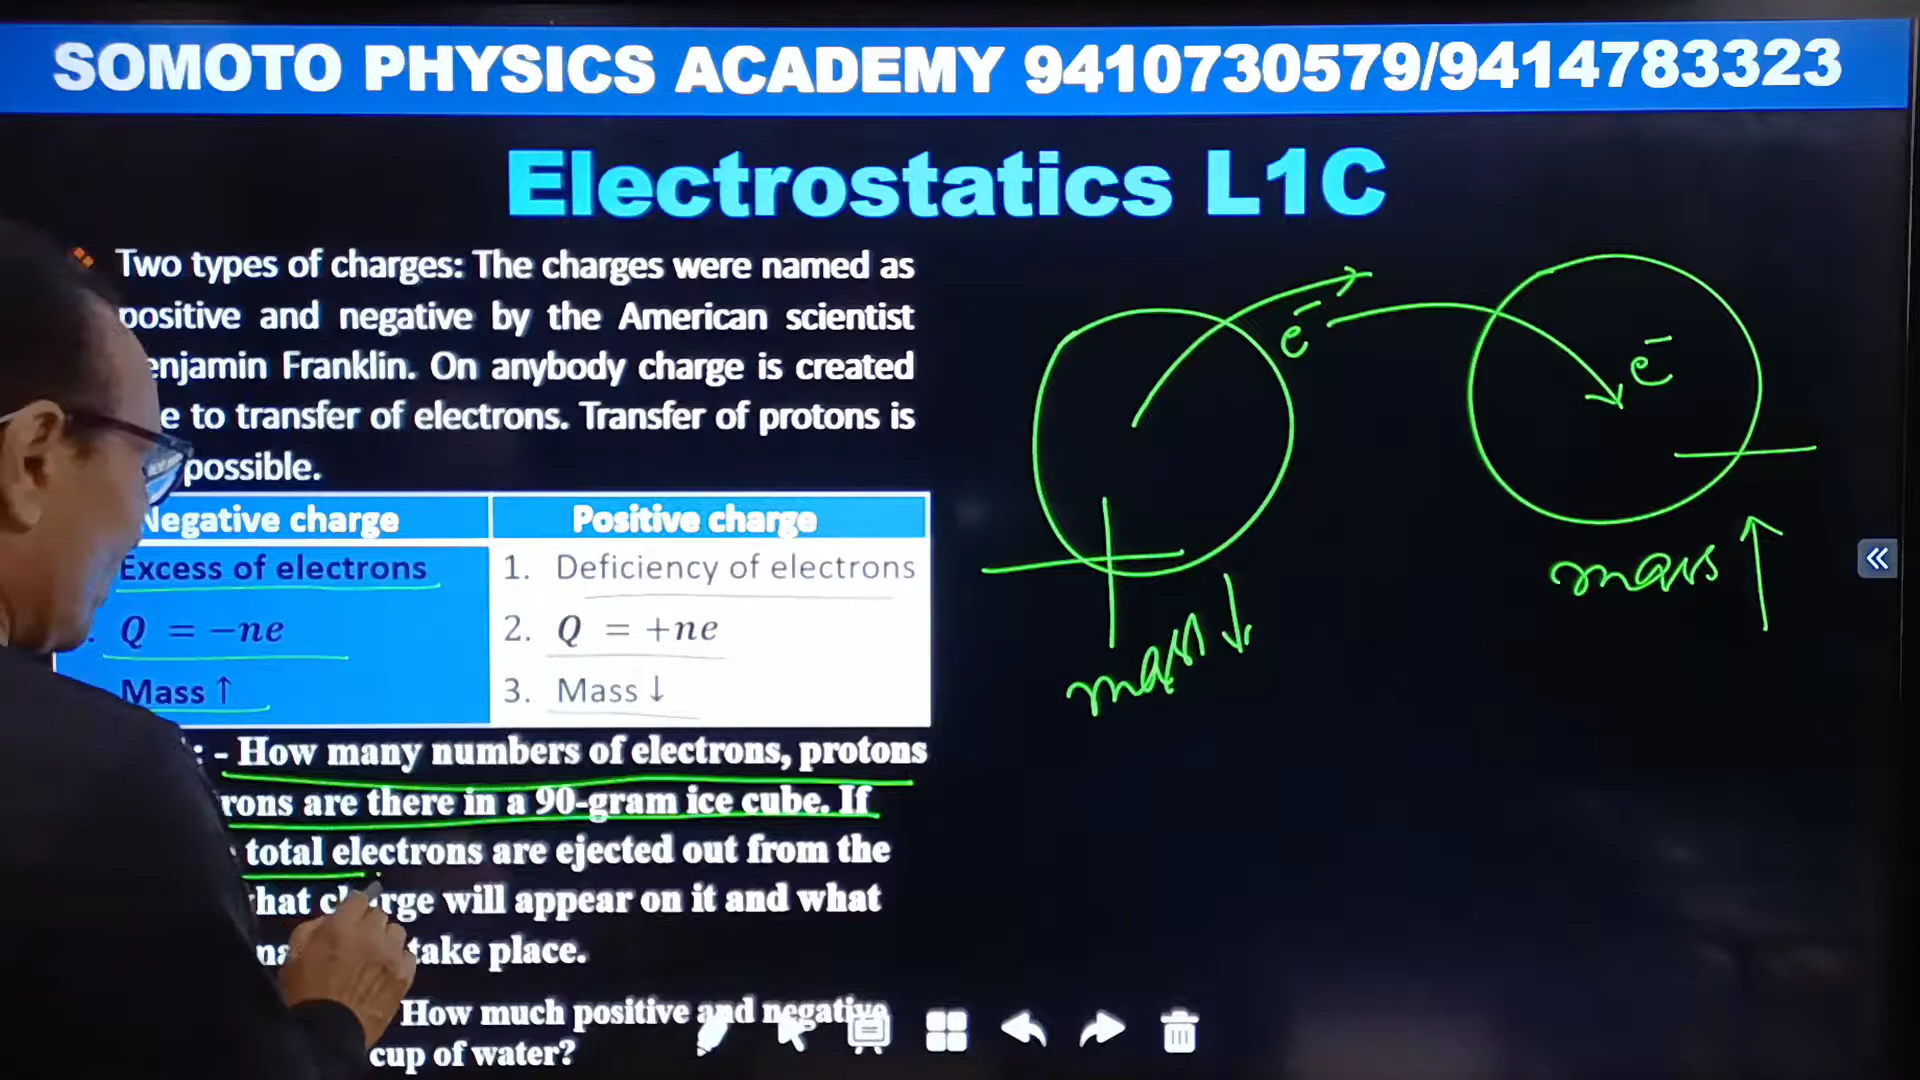 SOMOTO PHYSICS ACADEMY 9410730579/9414783323
Electrostatics L1C
Two types of charges: The charges were named as
positive and negative by the American scientist
enjamin Franklin. On anybody charge is created
e to transfer of electrons. Transfer of protons is
possible.
Negative charge
Positive charge
Excess of electrons
1. Deficiency of electrons
Q = −ne
2. Q = +ne
Mass ↑
3. Mass ↓
: - How many numbers of electrons, protons
rons are there in a 90-gram ice cube. If
total electrons are ejected out from the
hat charge will appear on it and what
take place.
How much positive and negative
cup of water?
e⁻
e⁻
mass ↓
mass ↑